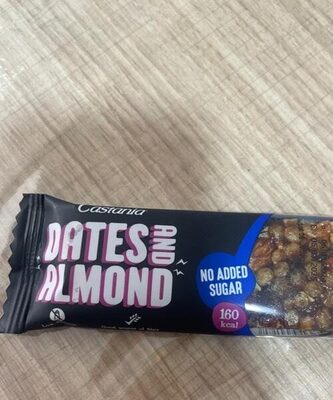 Castania
DATES AND
ALMOND
NO ADDED
SUGAR
160
kcal